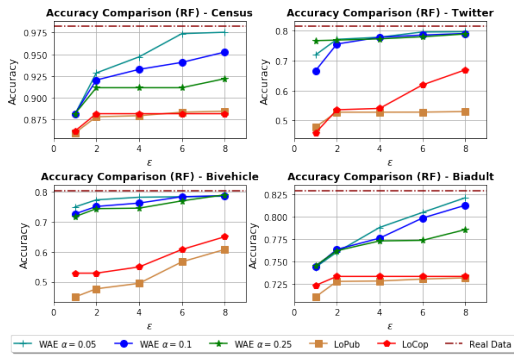 Accuracy Comparison (RF) - Census
Accuracy
0.975
0.950
0.925
0.900
0.875
0 2 4 6 8
ε
Accuracy Comparison (RF) - Twitter
Accuracy
0.8
0.7
0.6
0.5
0 2 4 6 8
ε
Accuracy Comparison (RF) - Bivehicle
Accuracy
0.8
0.7
0.6
0.5
0 2 4 6 8
ε
Accuracy Comparison (RF) - Biadult
Accuracy
0.825
0.800
0.775
0.750
0.725
0 2 4 6 8
ε
WAE α = 0.05 WAE α = 0.1 WAE α = 0.25 LoPub LoCop Real Data